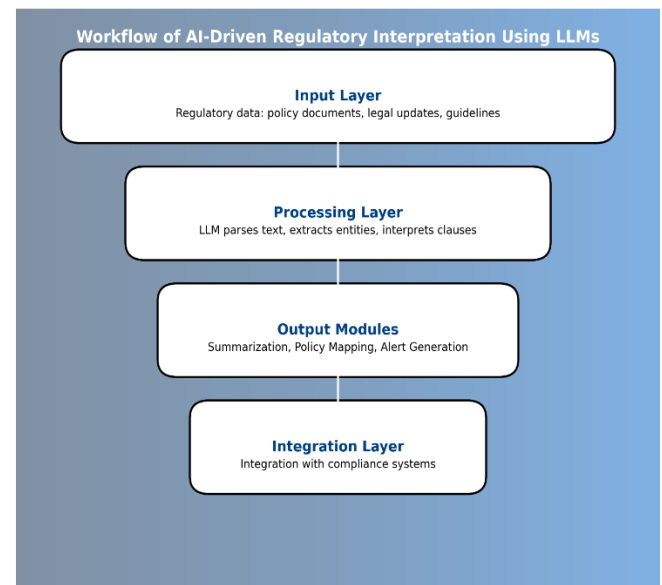 Workflow of AI-Driven Regulatory Interpretation Using LLMs
Input Layer
Regulatory data: policy documents, legal updates, guidelines
Processing Layer
LLM parses text, extracts entities, interprets clauses
Output Modules
Summarization, Policy Mapping, Alert Generation
Integration Layer
Integration with compliance systems